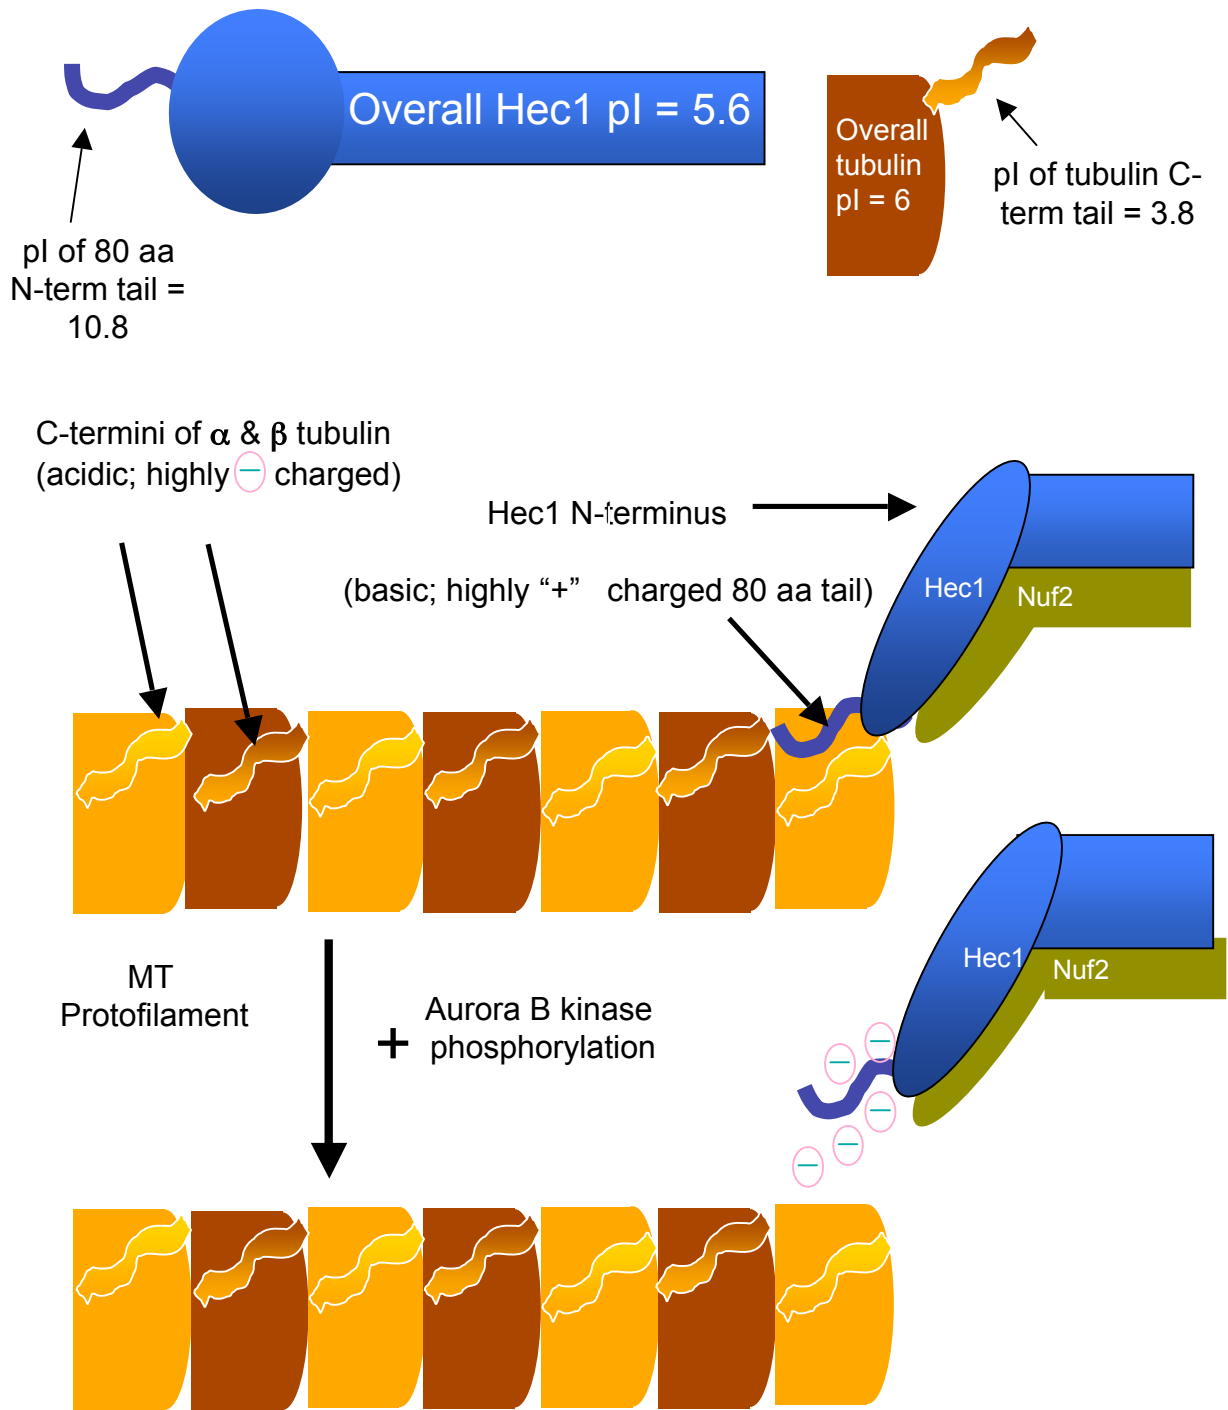 Overall Hec1 pI = 5.6
pI of 80 aa
N-term tail =
10.8
Overall
tubulin
pI = 6
pI of tubulin C-
term tail = 3.8
C-termini of α & β tubulin
(acidic; highly − charged)
Hec1 N-terminus
(basic; highly “+” charged 80 aa tail)
Hec1
Nuf2
MT
Protofilament
+
Aurora B kinase
phosphorylation
Hec1
Nuf2
−
−
−
−
−